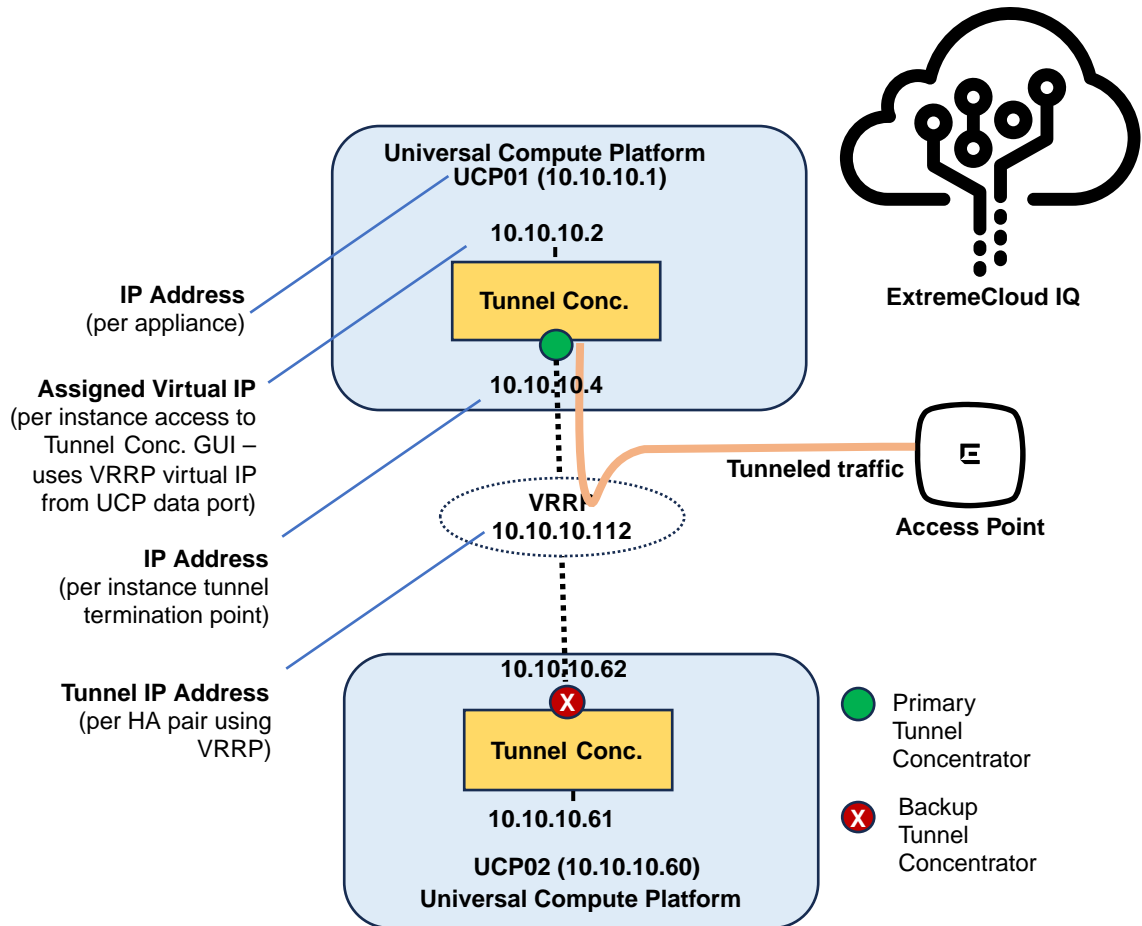 Universal Compute Platform
UCP01 (10.10.10.1)
10.10.10.2
Tunnel Conc.
10.10.10.4
ExtremeCloud IQ
IP Address
(per appliance)
Assigned Virtual IP
(per instance access to
Tunnel Conc. GUI –
uses VRRP virtual IP
from UCP data port)
IP Address
(per instance tunnel
termination point)
Tunnel IP Address
(per HA pair using
VRRP)
Tunneled traffic
E
Access Point
VRRP
10.10.10.112
10.10.10.62
X
Tunnel Conc.
10.10.10.61
UCP02 (10.10.10.60)
Universal Compute Platform
Primary
Tunnel
Concentrator
X
Backup
Tunnel
Concentrator